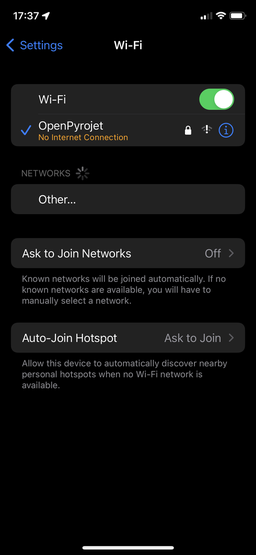 17:37
Settings
Wi-Fi
Wi-Fi
OpenPyrojet
No Internet Connection
NETWORKS
Other...
Ask to Join Networks
Off
Known networks will be joined automatically. If no
known networks are available, you will have to
manually select a network.
Auto-Join Hotspot
Ask to Join
Allow this device to automatically discover nearby
personal hotspots when no Wi-Fi network is
available.